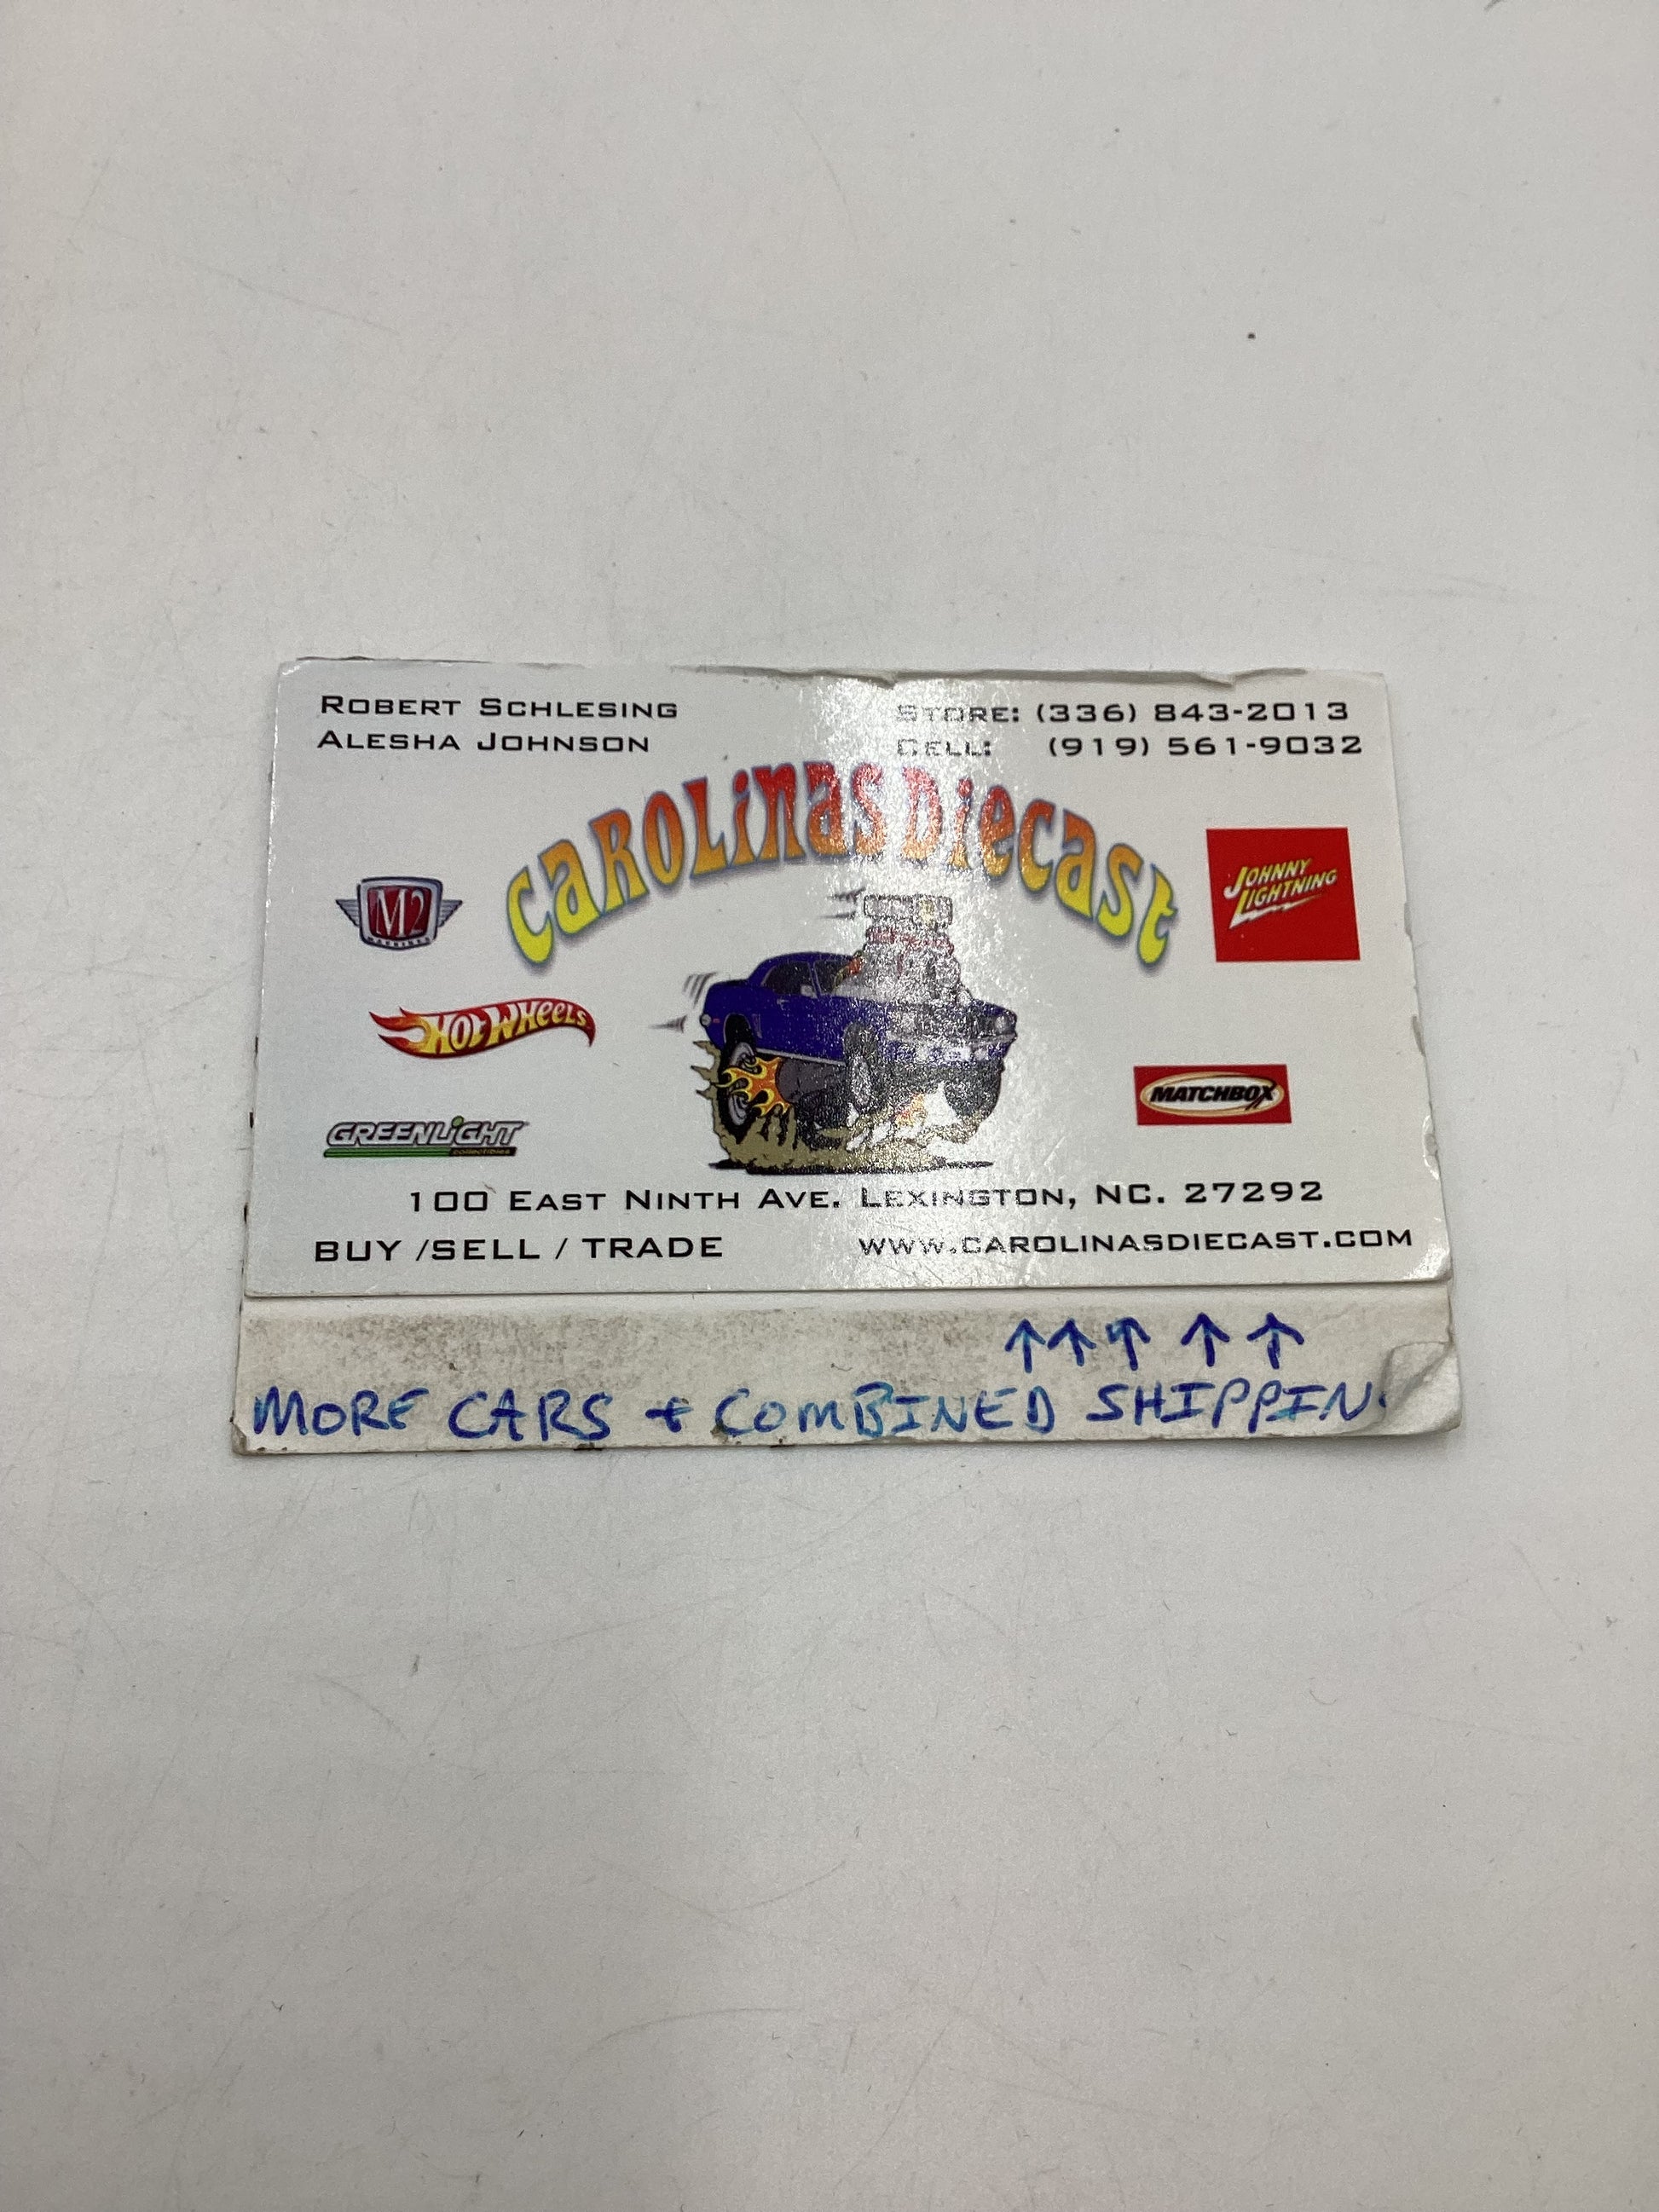 ROBERT SCHLESING
ALESHA JOHNSON
STORE: (336) 843-2013
CELL: (919) 561-9032
CAROLINAS DIECAST
M2
MACHINES
JOHNNY
LIGHTNING
HOT WHEELS
MATCHBOX
GREENLIGHT
collectibles
100 EAST NINTH AVE. LEXINGTON, NC. 27292
BUY /SELL / TRADE
WWW.CAROLINASDIECAST.COM
↑ ↑ ↑ ↑ ↑
MORE CARS + COMBINED SHIPPIN